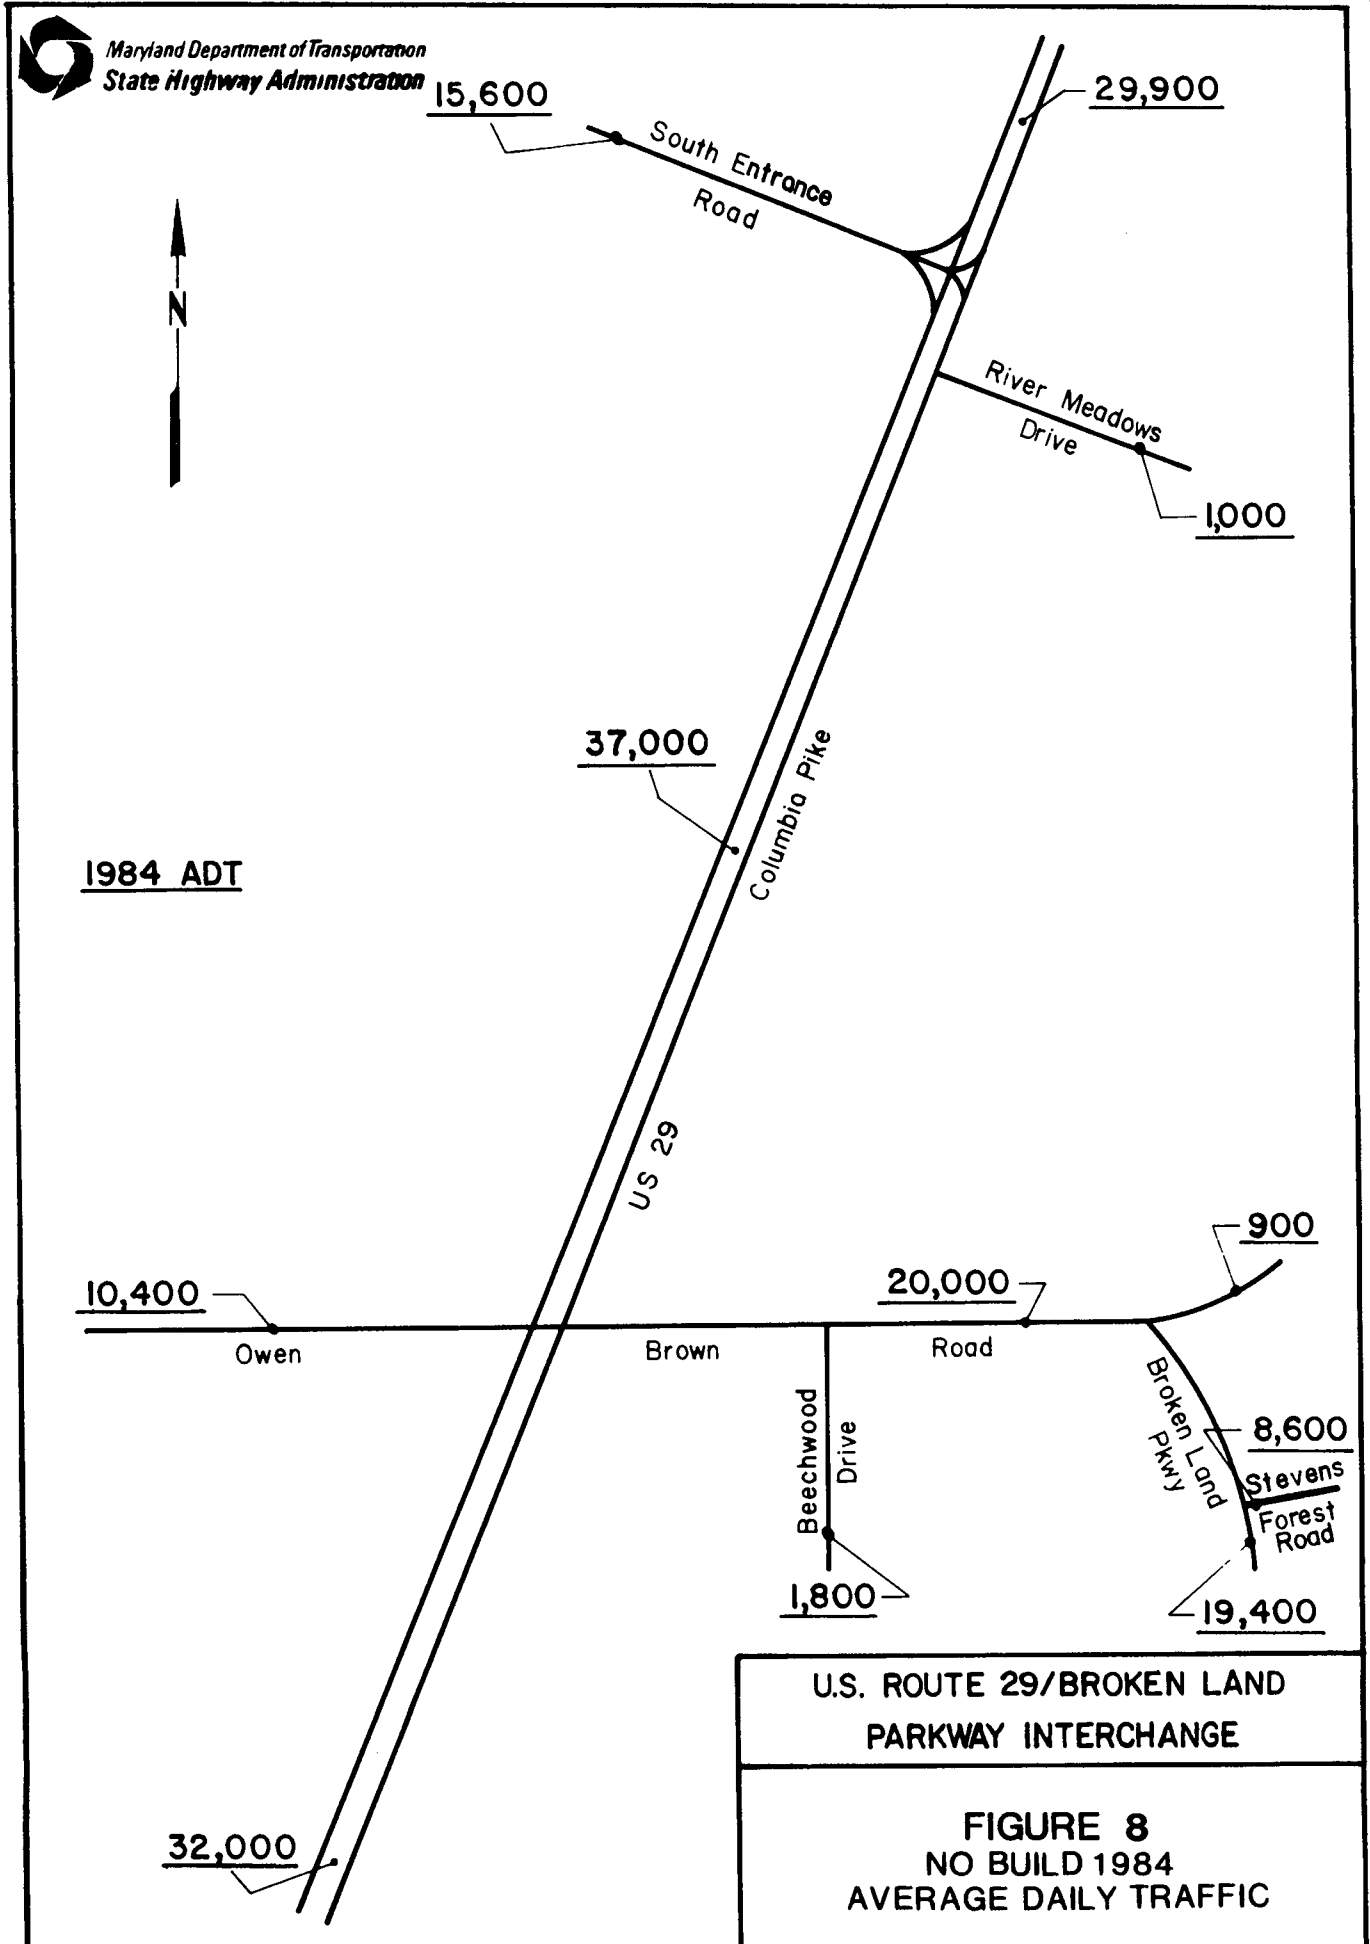 Maryland Department of Transportation
State Highway Administration
15,600
29,900
South Entrance
Road
N
River Meadows
Drive
1,000
37,000
Columbia Pike
1984 ADT
US 29
900
10,400
20,000
Owen
Brown
Road
Beechwood
Drive
Broken Land
Pkwy
8,600
Stevens
Forest
Road
1,800
19,400
U.S. ROUTE 29/BROKEN LAND
PARKWAY INTERCHANGE
32,000
FIGURE 8
NO BUILD 1984
AVERAGE DAILY TRAFFIC